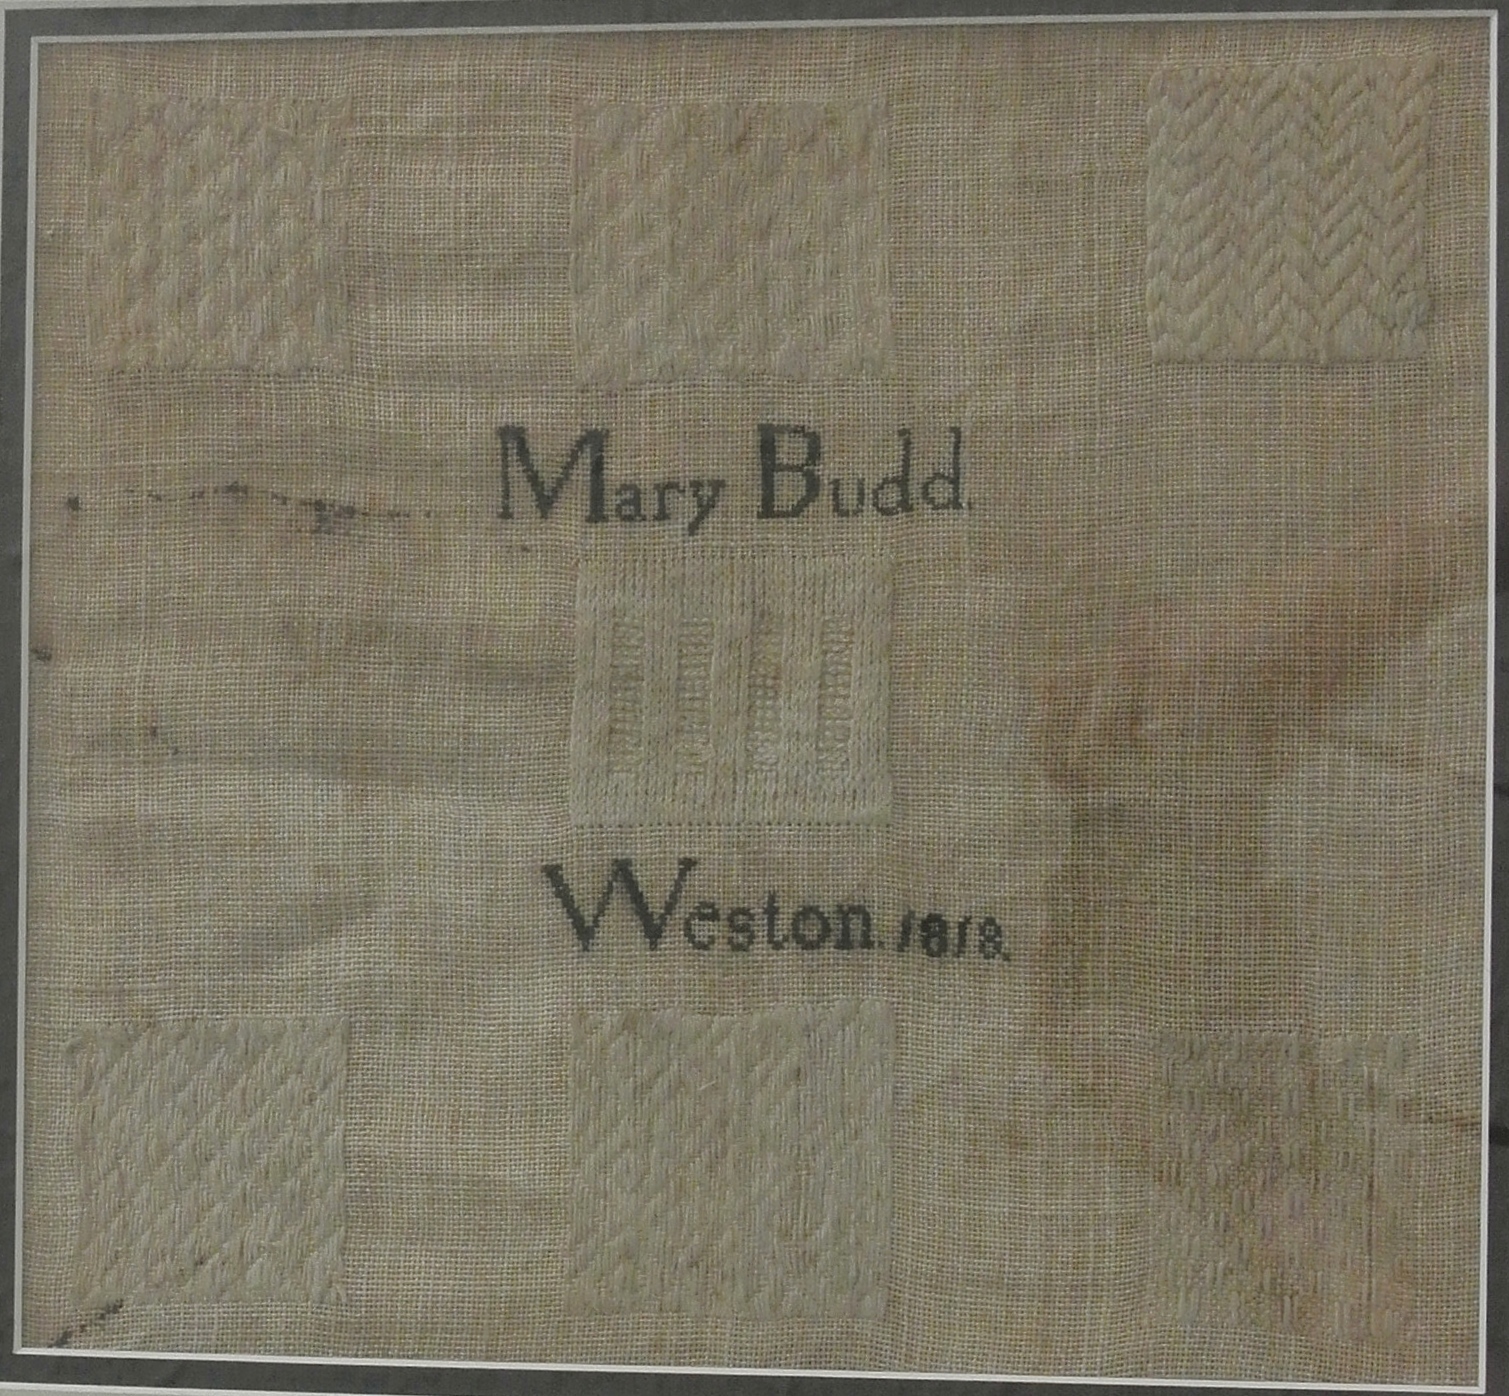 Mary Budd.
Weston. 1818.